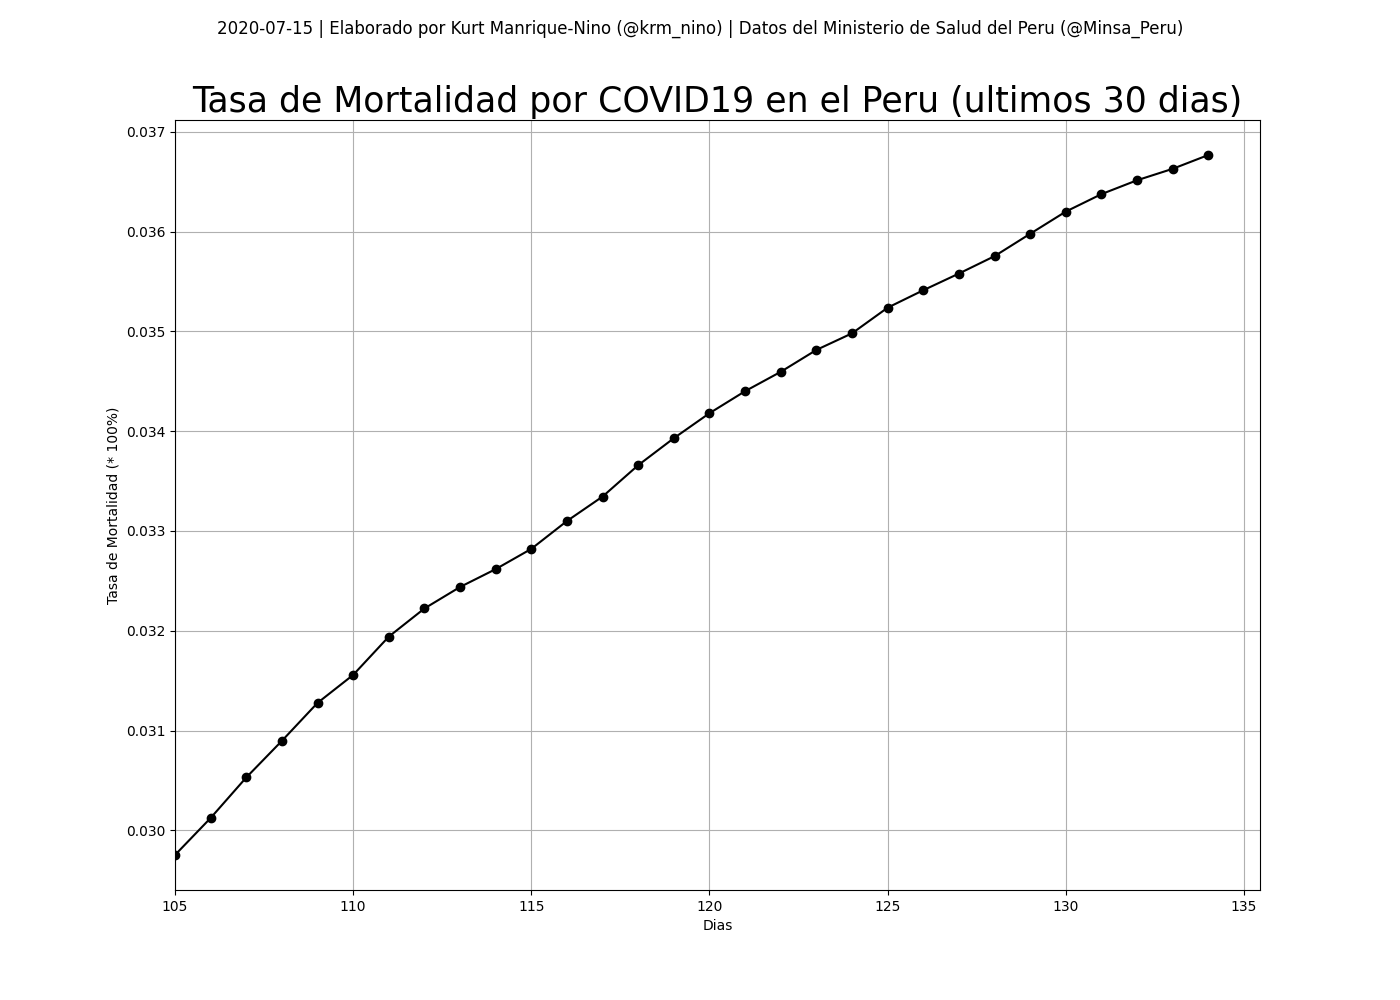 2020-07-15 | Elaborado por Kurt Manrique-Nino (@krm_nino) | Datos del Ministerio de Salud del Peru (@Minsa_Peru)
Tasa de Mortalidad por COVID19 en el Peru (ultimos 30 dias)
Tasa de Mortalidad (* 100%)
0.037
0.036
0.035
0.034
0.033
0.032
0.031
0.030
105 110 115 120 125 130 135
Dias